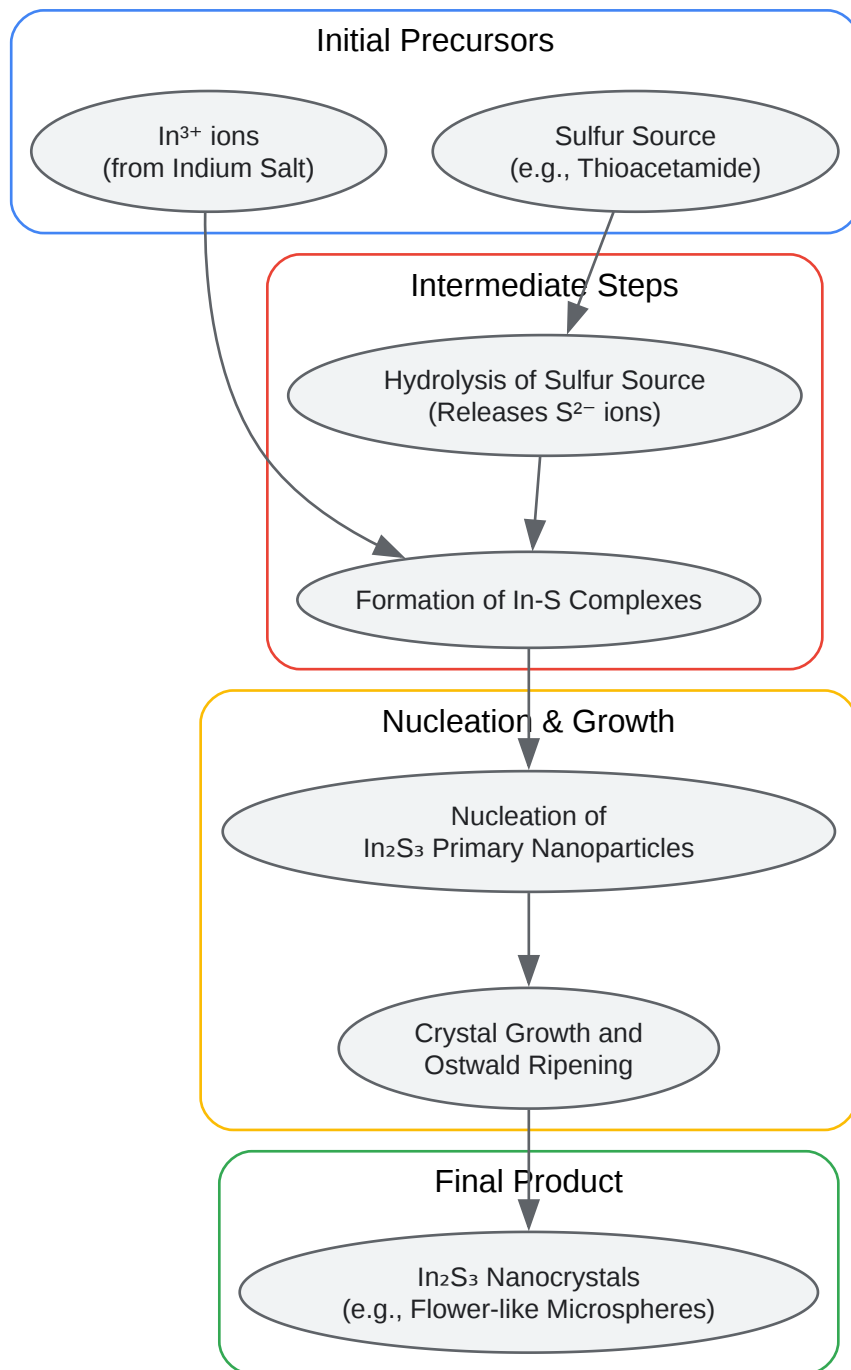 Initial Precursors
In³⁺ ions
(from Indium Salt)
Sulfur Source
(e.g., Thioacetamide)
Intermediate Steps
Hydrolysis of Sulfur Source
(Releases S²⁻ ions)
Formation of In-S Complexes
Nucleation & Growth
Nucleation of
In₂S₃ Primary Nanoparticles
Crystal Growth and
Ostwald Ripening
Final Product
In₂S₃ Nanocrystals
(e.g., Flower-like Microspheres)